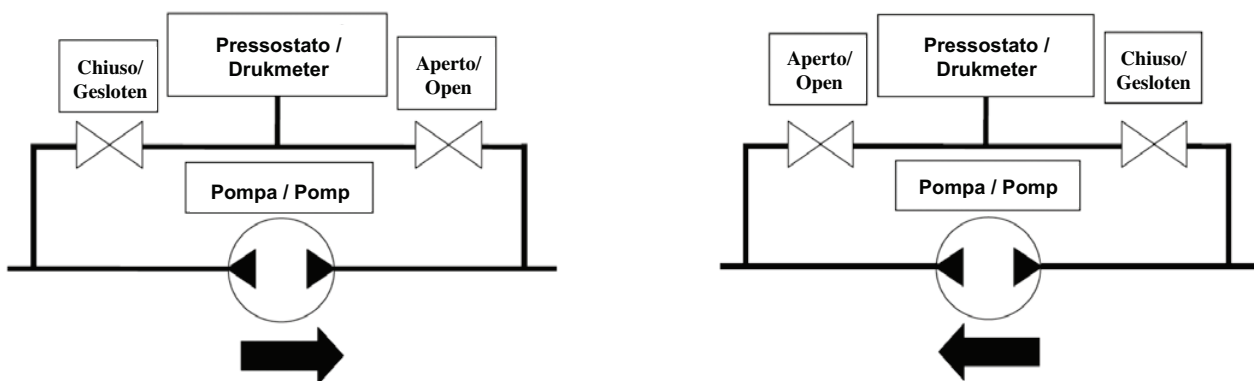 Chiuso/
Gesloten
Pressostato /
Drukmeter
Aperto/
Open
Pompa / Pomp
Aperto/
Open
Pressostato /
Drukmeter
Chiuso/
Gesloten
Pompa / Pomp